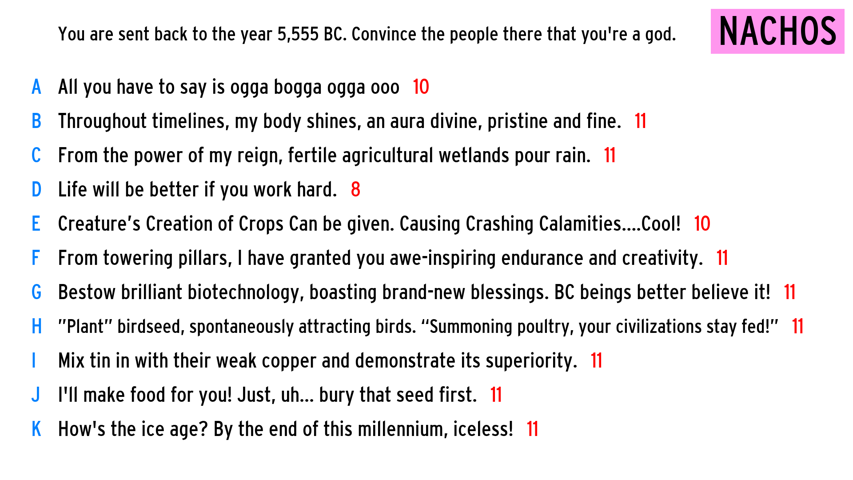 You are sent back to the year 5,555 BC. Convince the people there that you're a god.
NACHOS
A All you have to say is ogga bogga ogga ooo 10
B Throughout timelines, my body shines, an aura divine, pristine and fine. 11
C From the power of my reign, fertile agricultural wetlands pour rain. 11
D Life will be better if you work hard. 8
E Creature's Creation of Crops Can be given. Causing Crashing Calamities....Cool! 10
F From towering pillars, I have granted you awe-inspiring endurance and creativity. 11
G Bestow brilliant biotechnology, boasting brand-new blessings. BC beings better believe it! 11
H "Plant" birdseed, spontaneously attracting birds. “Summoning poultry, your civilizations stay fed!” 11
I Mix tin in with their weak copper and demonstrate its superiority. 11
J I'll make food for you! Just, uh... bury that seed first. 11
K How's the ice age? By the end of this millennium, iceless! 11